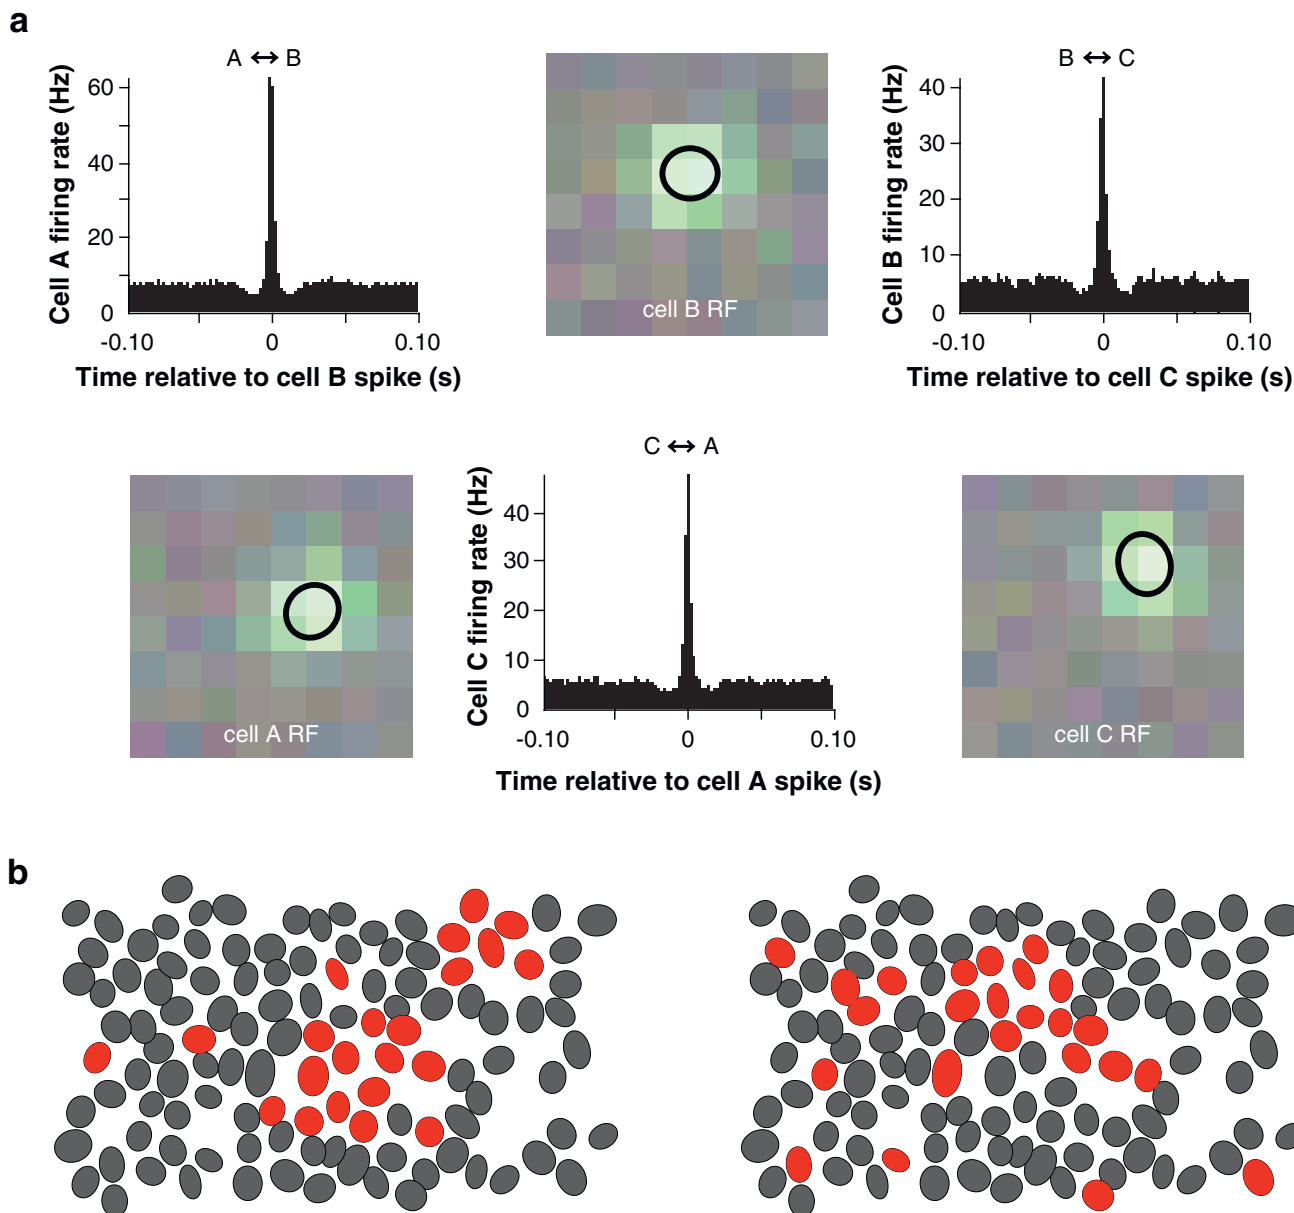 a
A ↔ B
Cell A firing rate (Hz)
60
40
20
0
-0.10
0
0.10
Time relative to cell B spike (s)
cell B RF
B ↔ C
Cell B firing rate (Hz)
40
30
20
10
0
-0.10
0
0.10
Time relative to cell C spike (s)
cell A RF
C ↔ A
Cell C firing rate (Hz)
40
30
20
10
0
-0.10
0
0.10
Time relative to cell A spike (s)
cell C RF
b